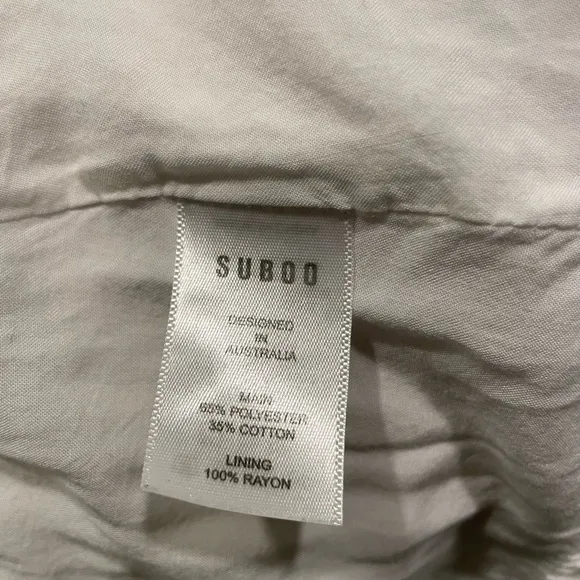 SUBOO
DESIGNED
IN
AUSTRALIA
MAIN
65% POLYESTER
35% COTTON
LINING
100% RAYON